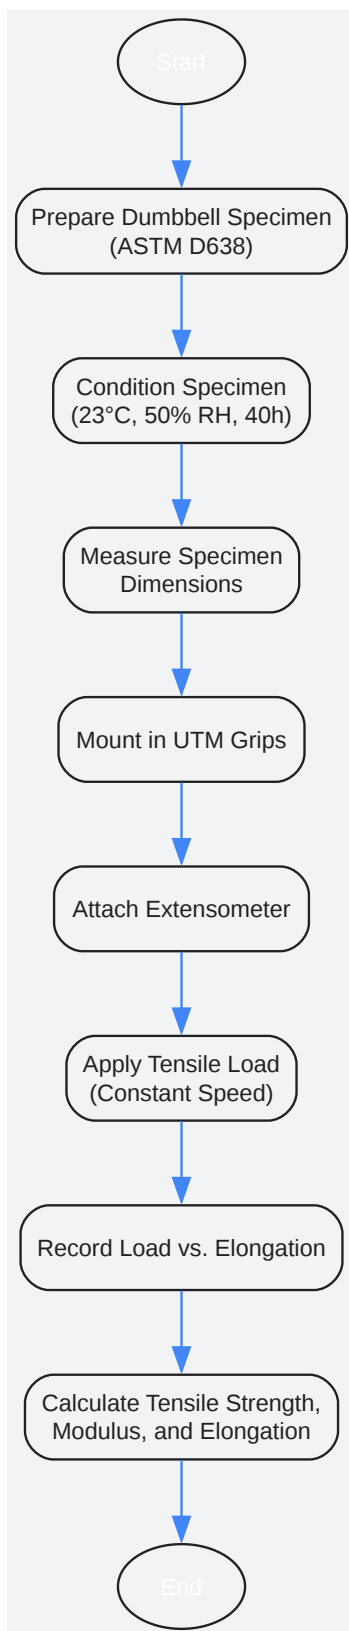 Start
Prepare Dumbbell Specimen
(ASTM D638)
Condition Specimen
(23°C, 50% RH, 40h)
Measure Specimen
Dimensions
Mount in UTM Grips
Attach Extensometer
Apply Tensile Load
(Constant Speed)
Record Load vs. Elongation
Calculate Tensile Strength,
Modulus, and Elongation
End